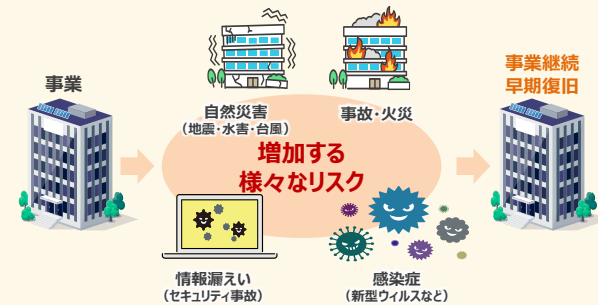 事業
自然災害
（地震・水害・台風）
事故・火災
事業継続
早期復旧
増加する
様々なリスク
情報漏えい
（セキュリティ事故）
感染症
（新型ウィルスなど）